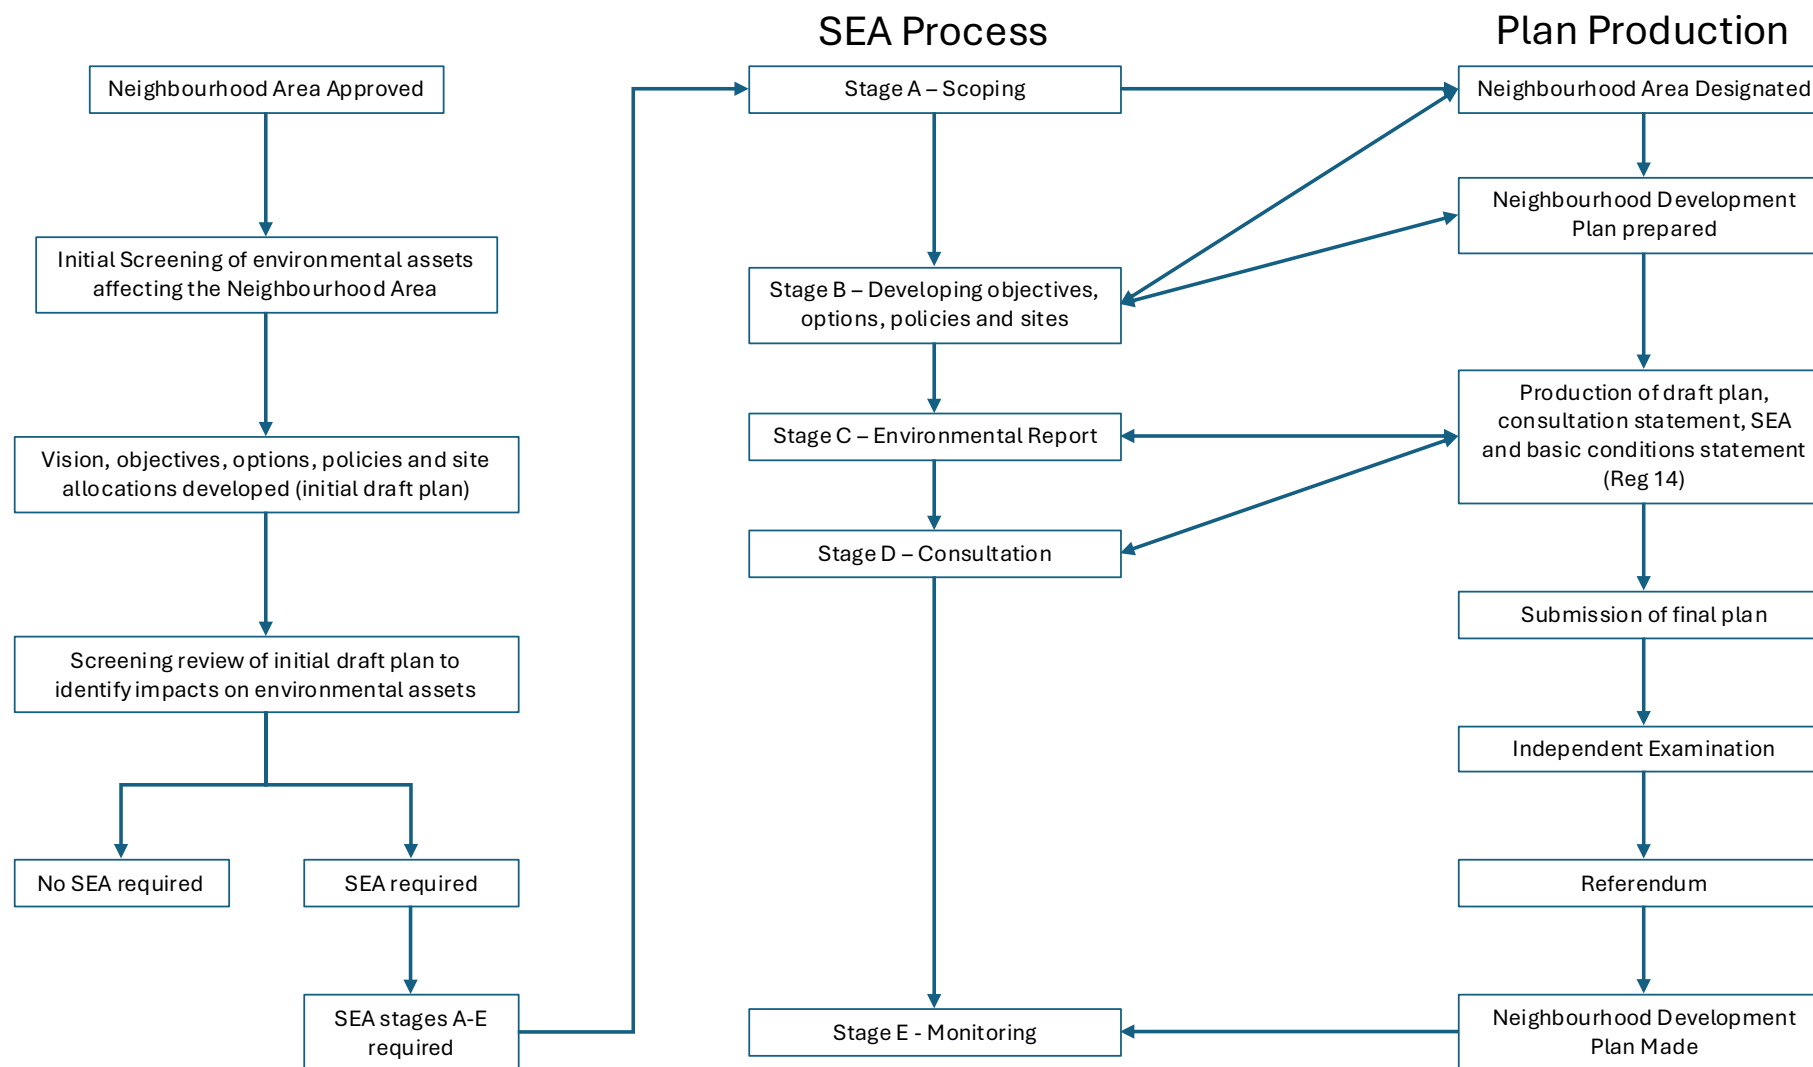 SEA Process
Plan Production
Neighbourhood Area Approved
Initial Screening of environmental assets
affecting the Neighbourhood Area
Vision, objectives, options, policies and site
allocations developed (initial draft plan)
Screening review of initial draft plan to
identify impacts on environmental assets
No SEA required
SEA required
SEA stages A-E
required
Stage A – Scoping
Stage B – Developing objectives,
options, policies and sites
Stage C – Environmental Report
Stage D – Consultation
Stage E - Monitoring
Neighbourhood Area Designated
Neighbourhood Development
Plan prepared
Production of draft plan,
consultation statement, SEA
and basic conditions statement
(Reg 14)
Submission of final plan
Independent Examination
Referendum
Neighbourhood Development
Plan Made